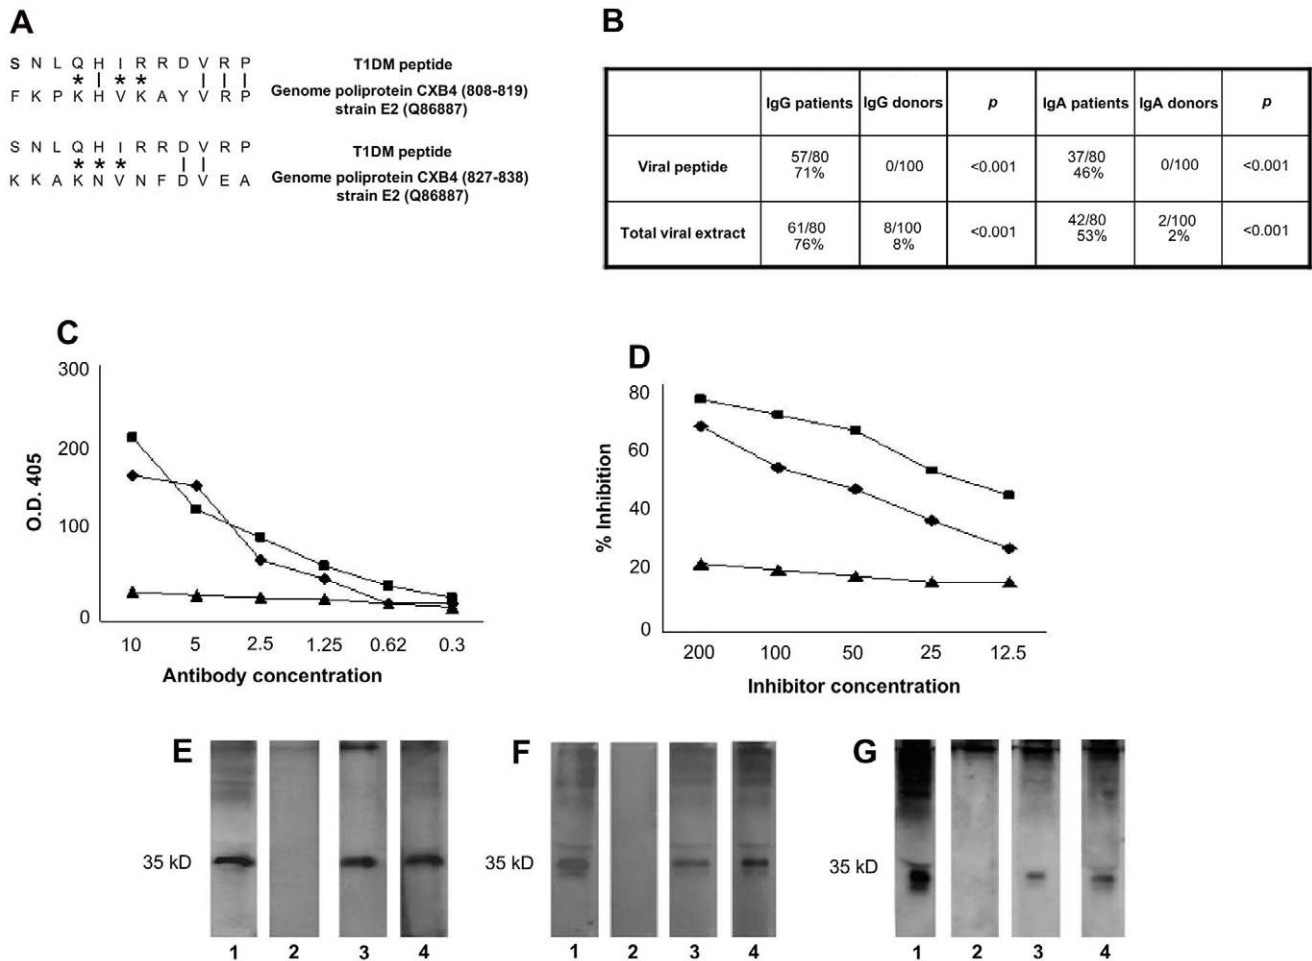 A
S N L Q H I R R D V R P
T1DM peptide
* | * * | | |
F K P K H V K A Y V R P
Genome poliprotein CXB4 (808-819)
strain E2 (Q86887)
S N L Q H I R R D V R P
T1DM peptide
* * * | |
K K A K N V N F D V E A
Genome poliprotein CXB4 (827-838)
strain E2 (Q86887)
B
IgG patients IgG donors p IgA patients IgA donors p
Viral peptide 57/80 71% 0/100 <0.001 37/80 46% 0/100 <0.001
Total viral extract 61/80 76% 8/100 8% <0.001 42/80 53% 2/100 2% <0.001
C
300
200
100
0
O.D. 405
10 5 2.5 1.25 0.62 0.3
Antibody concentration
D
80
60
40
20
0
% Inhibition
200 100 50 25 12.5
Inhibitor concentration
E
35 kD
1 2 3 4
F
35 kD
1 2 3 4
G
35 kD
1 2 3 4